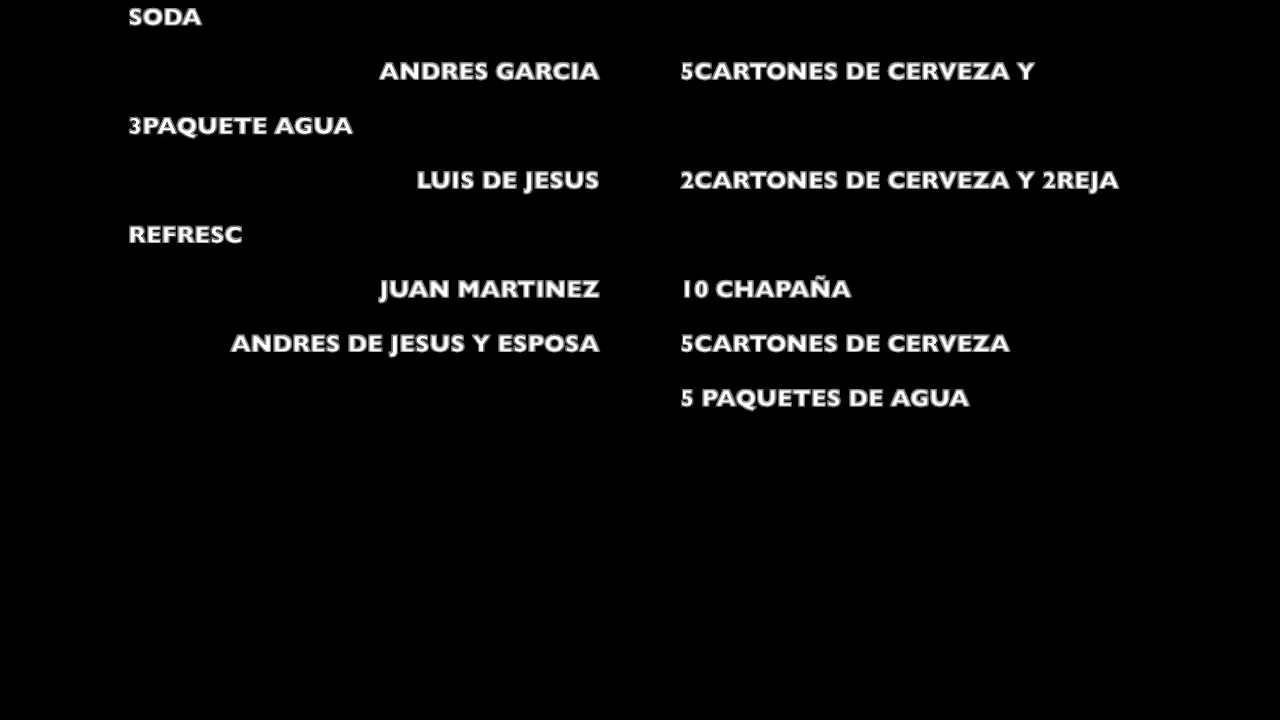 SODA
ANDRES GARCIA 5CARTONES DE CERVEZA Y
3PAQUETE AGUA
LUIS DE JESUS 2CARTONES DE CERVEZA Y 2REJA
REFRESC
JUAN MARTINEZ 10 CHAPAÑA
ANDRES DE JESUS Y ESPOSA 5CARTONES DE CERVEZA
5 PAQUETES DE AGUA